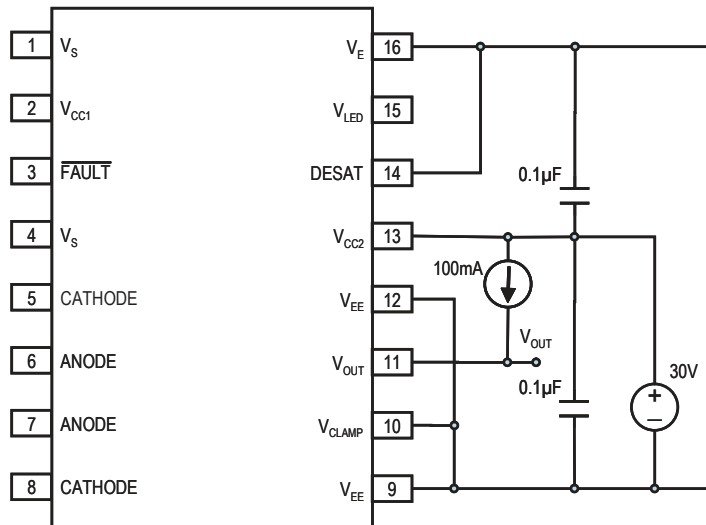 1 VS
2 VCC1
3 FAULT
4 VS
5 CATHODE
6 ANODE
7 ANODE
8 CATHODE
VE 16
VLED 15
DESAT 14
VCC2 13
VEE 12
VOUT 11
VCLAMP 10
VEE 9
0.1µF
100mA
VOUT
0.1µF
30V
+
–